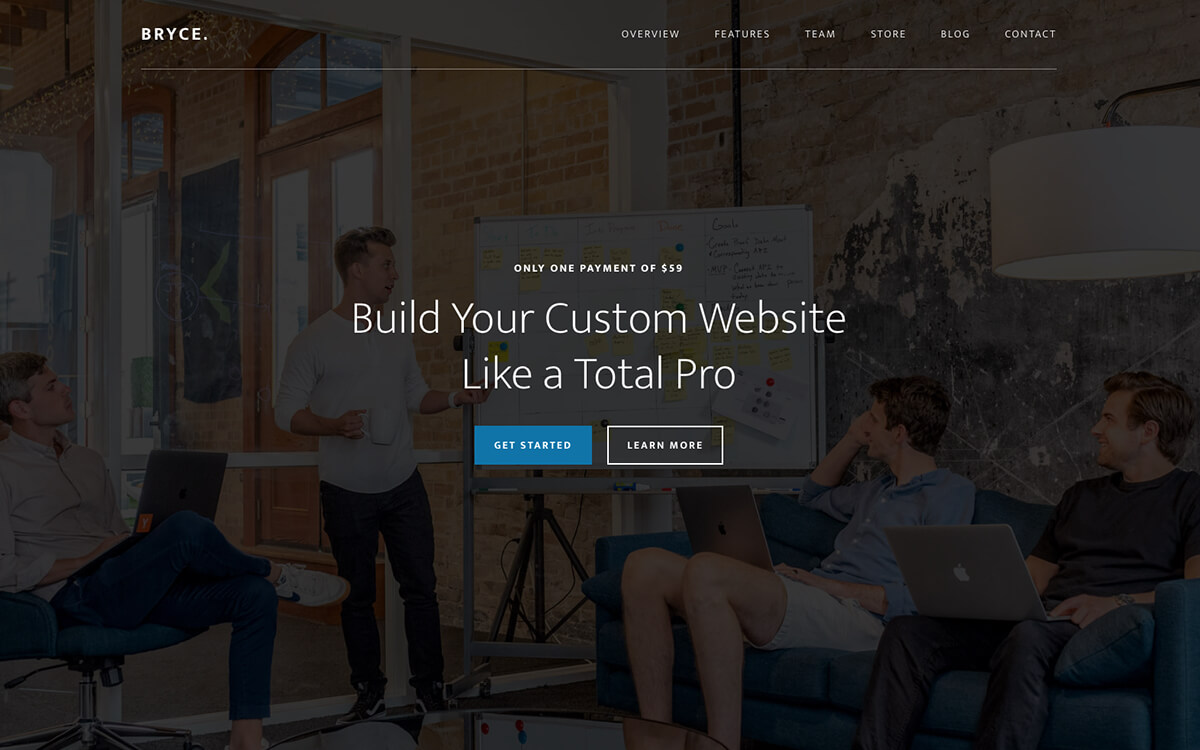 BRYCE.
OVERVIEW FEATURES TEAM STORE BLOG CONTACT
ONLY ONE PAYMENT OF $59
Build Your Custom Website
Like a Total Pro
GET STARTED
LEARN MORE
Goals
Y